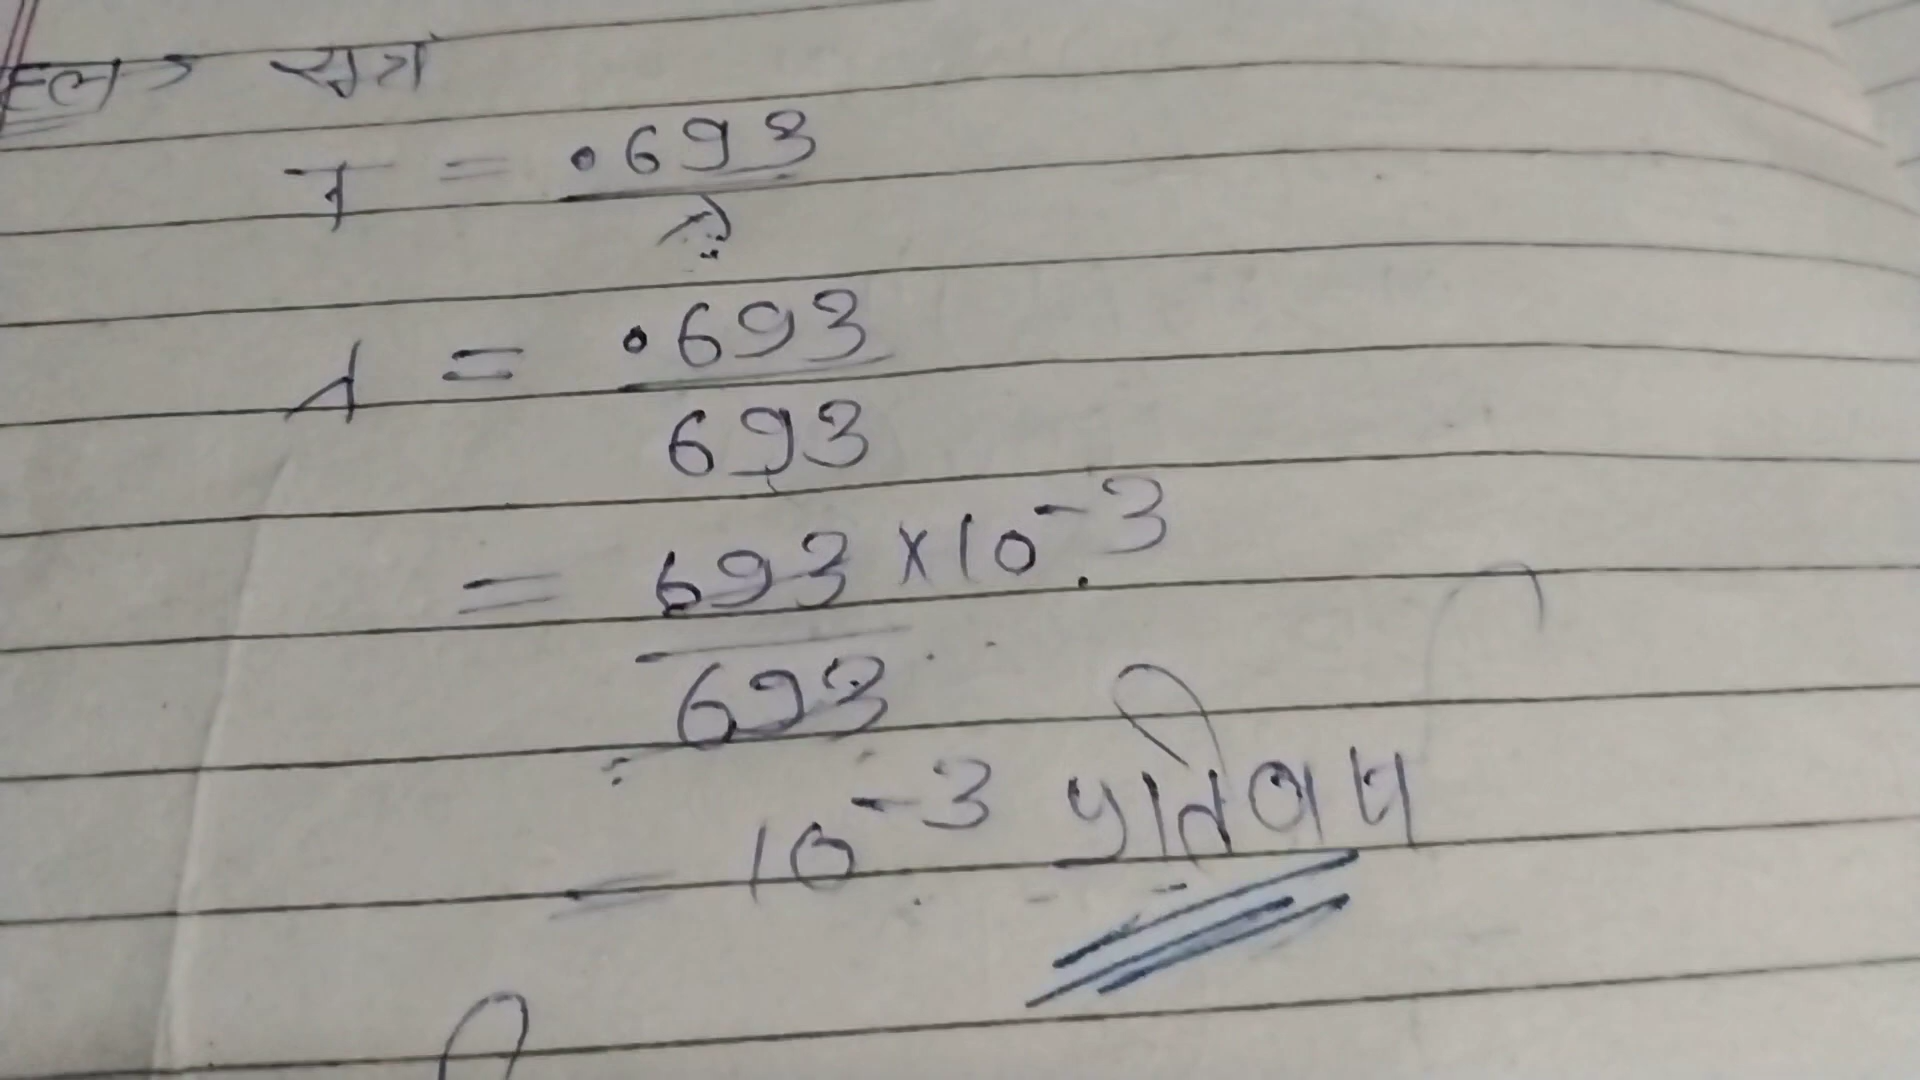 हल → सूत्र
T = .693
λ
λ = .693
693
= 693 × 10⁻³
693
= 10⁻³ प्रतिवर्ष